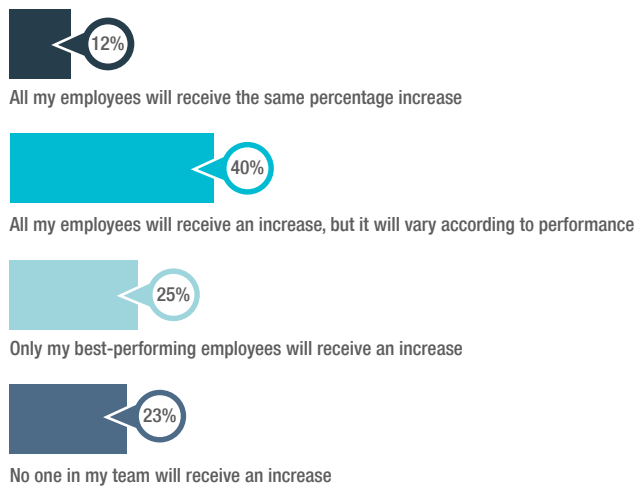 12%
All my employees will receive the same percentage increase
40%
All my employees will receive an increase, but it will vary according to performance
25%
Only my best-performing employees will receive an increase
23%
No one in my team will receive an increase